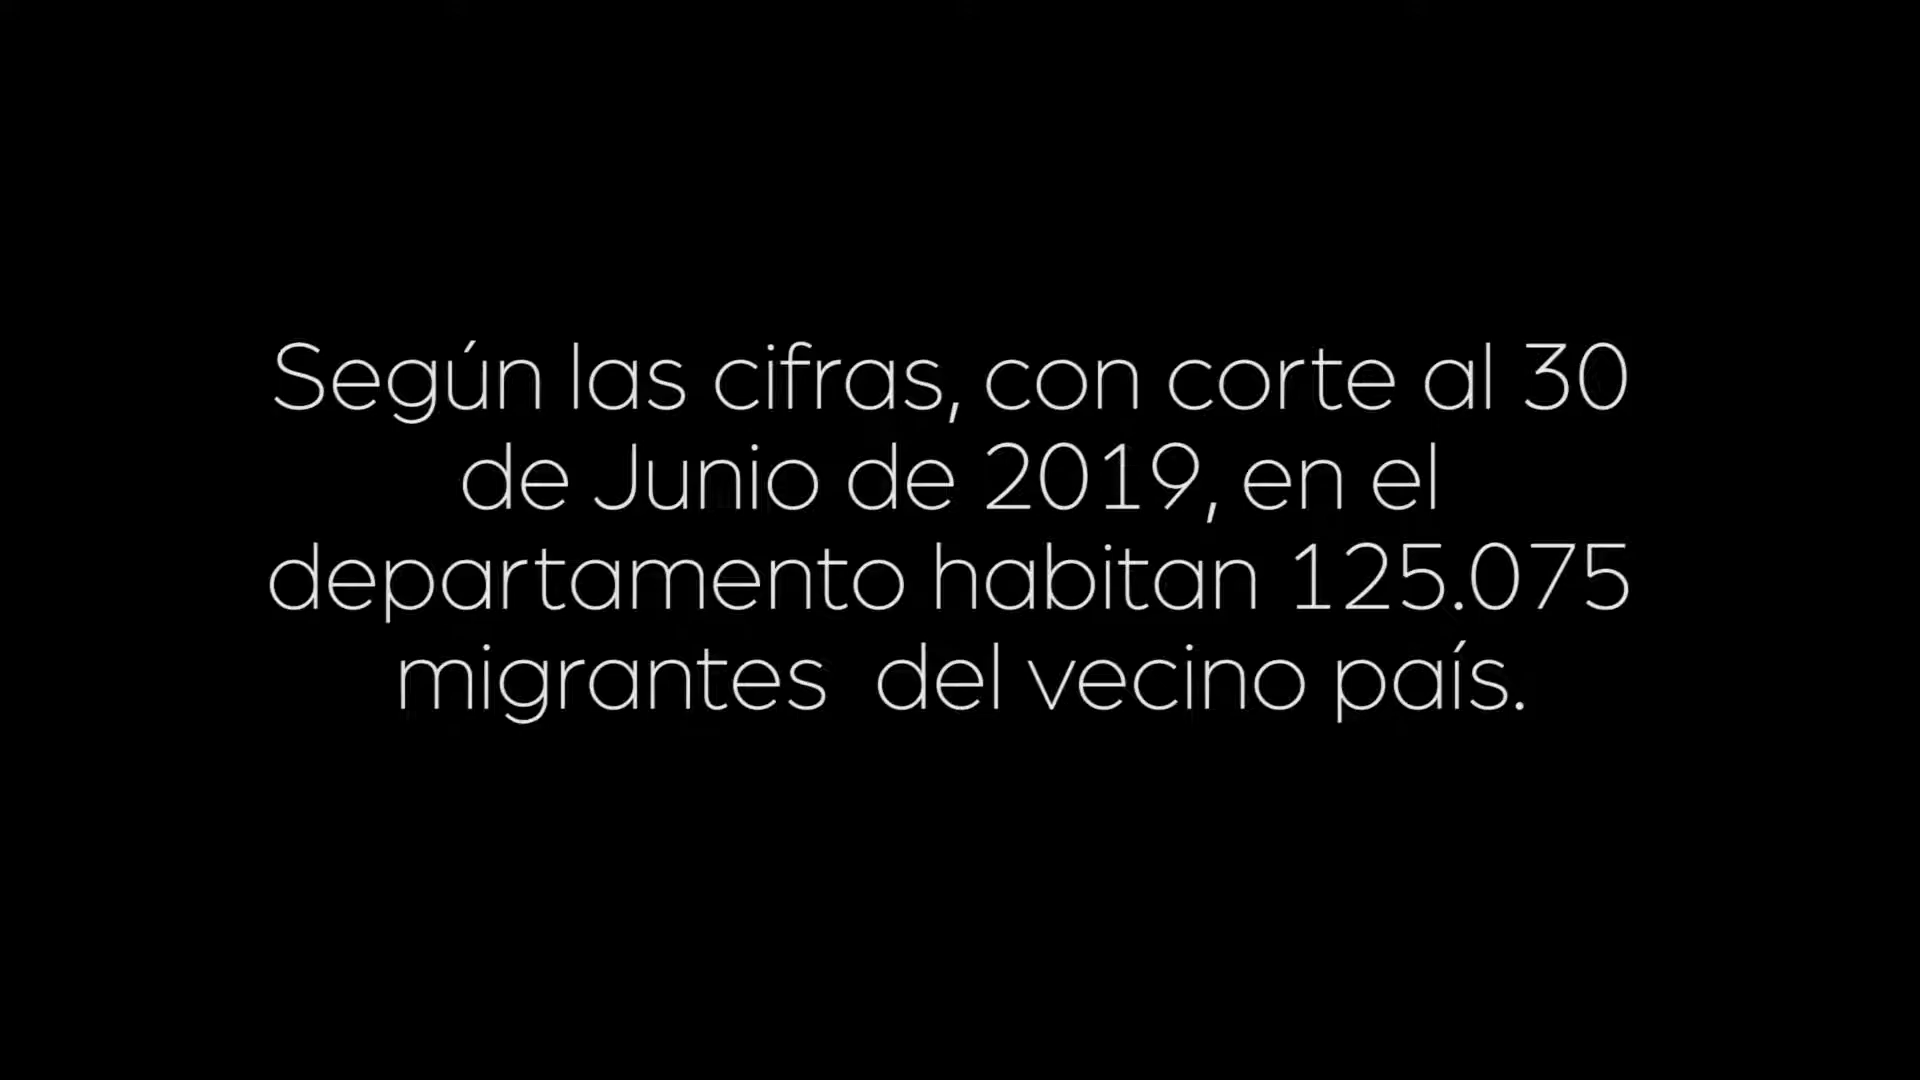 Según las cifras, con corte al 30
de Junio de 2019, en el
departamento habitan 125.075
migrantes  del vecino país.